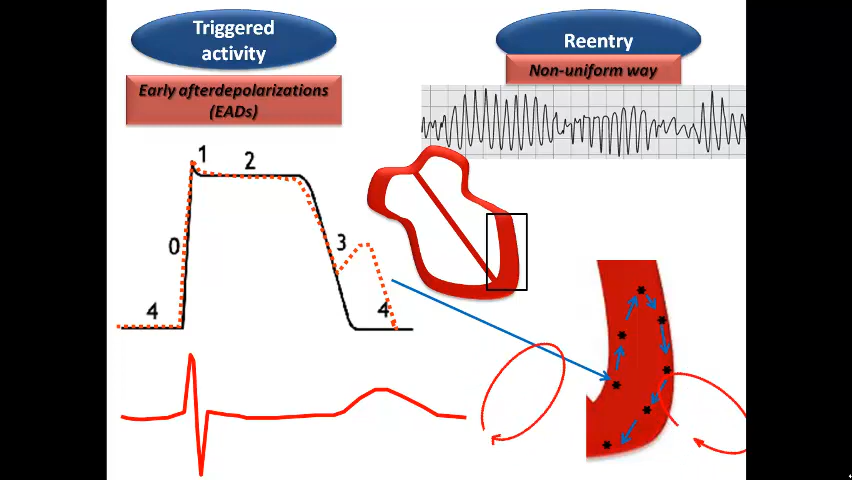 Triggered
activity
Reentry
Early afterdepolarizations
(EADs)
Non-uniform way
1
2
0
3
4
4